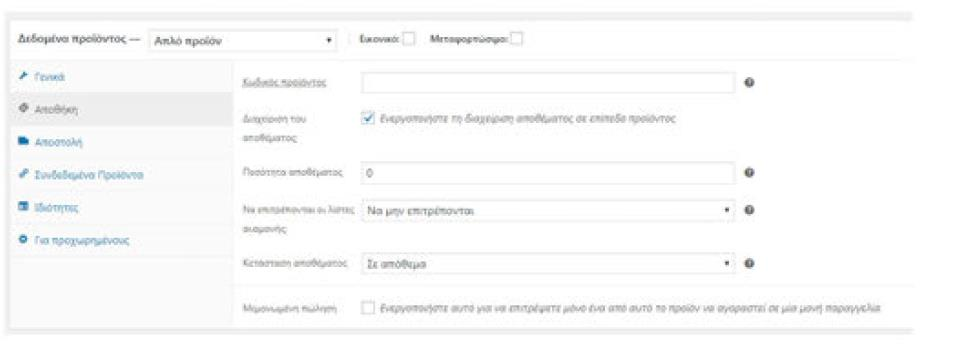 Δεδομένα προϊόντος — Απλό προϊόν Εικονικό: Μεταφορτώσιμο:
Γενικά
Αποθήκη
Αποστολή
Συνδεδεμένα Προϊόντα
Ιδιότητες
Για προχωρημένους
Κωδικός προϊόντος
Διαχείριση του αποθέματος: Ενεργοποιήστε τη διαχείριση αποθέματος σε επίπεδο προϊόντος
Ποσότητα αποθέματος 0
Να επιτρέπονται οι λίστες αναμονής; Να μην επιτρέπονται
Κατάσταση αποθέματος Σε απόθεμα
Μεμονωμένη πώληση Ενεργοποιήστε αυτό για να επιτρέψετε μόνο ένα από αυτό το προϊόν να αγοραστεί σε μία μονή παραγγελία